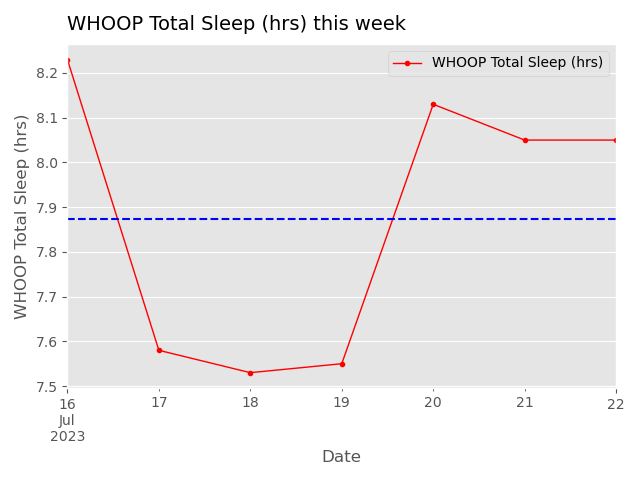 WHOOP Total Sleep (hrs) this week
WHOOP Total Sleep (hrs)
WHOOP Total Sleep (hrs)
8.2
8.1
8.0
7.9
7.8
7.7
7.6
7.5
16 17 18 19 20 21 22
Jul
2023
Date